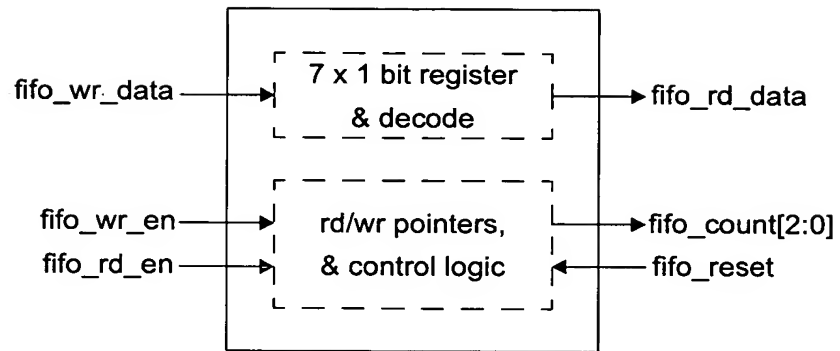 7 x 1 bit register
& decode
fifo_wr_data
fifo_rd_data
fifo_wr_en
fifo_rd_en
rd/wr pointers,
& control logic
fifo_count[2:0]
fifo_reset